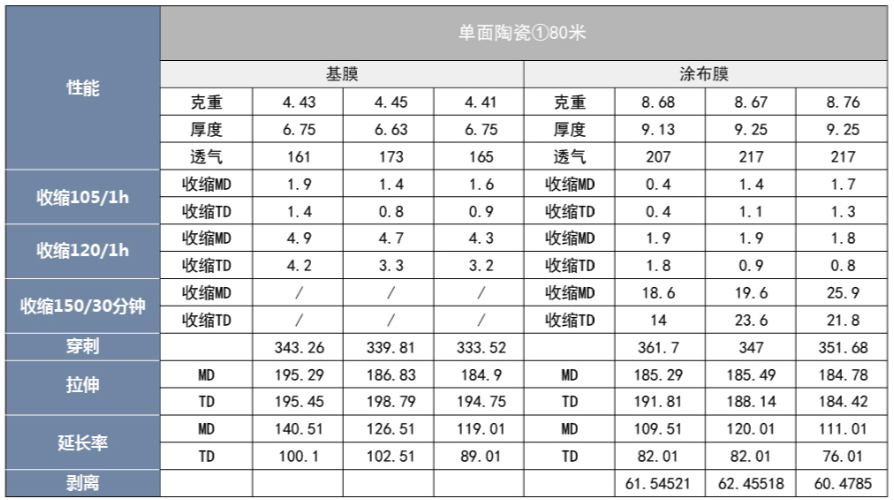 单面陶瓷①80米
性能
基膜 涂布膜
克重 4.43 4.45 4.41 克重 8.68 8.67 8.76
厚度 6.75 6.63 6.75 厚度 9.13 9.25 9.25
透气 161 173 165 透气 207 217 217
收缩105/1h
收缩MD 1.9 1.4 1.6 收缩MD 0.4 1.4 1.7
收缩TD 1.4 0.8 0.9 收缩TD 0.4 1.1 1.3
收缩120/1h
收缩MD 4.9 4.7 4.3 收缩MD 1.9 1.9 1.8
收缩TD 4.2 3.3 3.2 收缩TD 1.8 0.9 0.8
收缩150/30分钟
收缩MD / / / 收缩MD 18.6 19.6 25.9
收缩TD / / / 收缩TD 14 23.6 21.8
穿刺 343.26 339.81 333.52 361.7 347 351.68
拉伸
MD 195.29 186.83 184.9 MD 185.29 185.49 184.78
TD 195.45 198.79 194.75 TD 191.81 188.14 184.42
延长率
MD 140.51 126.51 119.01 MD 109.51 120.01 111.01
TD 100.1 102.51 89.01 TD 82.01 82.01 76.01
剥离 61.54521 62.45518 60.4785